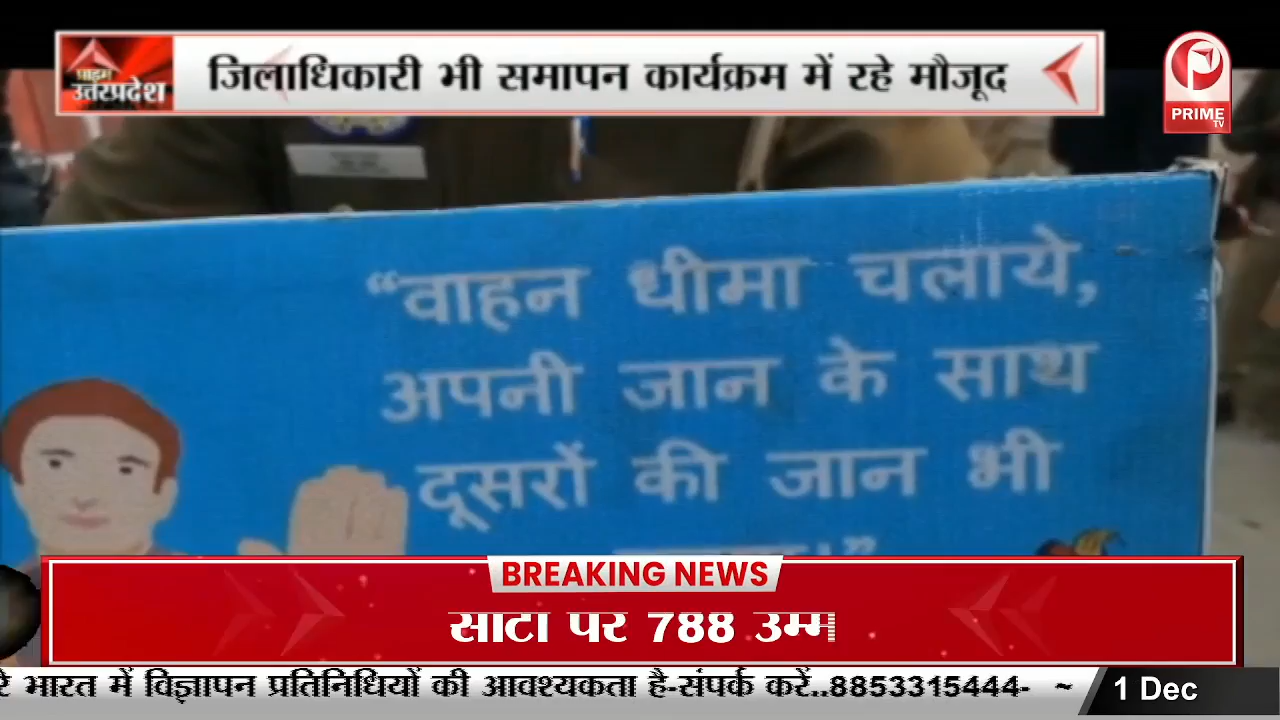 प्राइम
उत्तरप्रदेश
जिलाधिकारी भी समापन कार्यक्रम में रहे मौजूद
PRIME
TV
“वाहन धीमा चलाये,
अपनी जान के साथ
दूसरों की जान भी
BREAKING NEWS
साटा पर 788 उम्म
रे भारत में विज्ञापन प्रतिनिधियों की आवश्यकता है-संपर्क करें..8853315444- ~
1 Dec